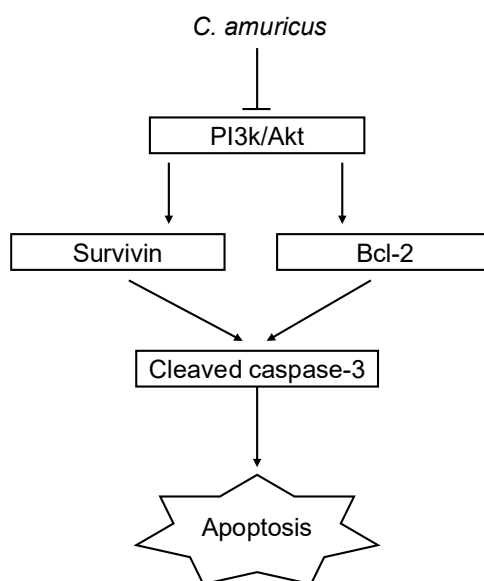 C. amuricus
PI3k/Akt
Survivin
Bcl-2
Cleaved caspase-3
Apoptosis